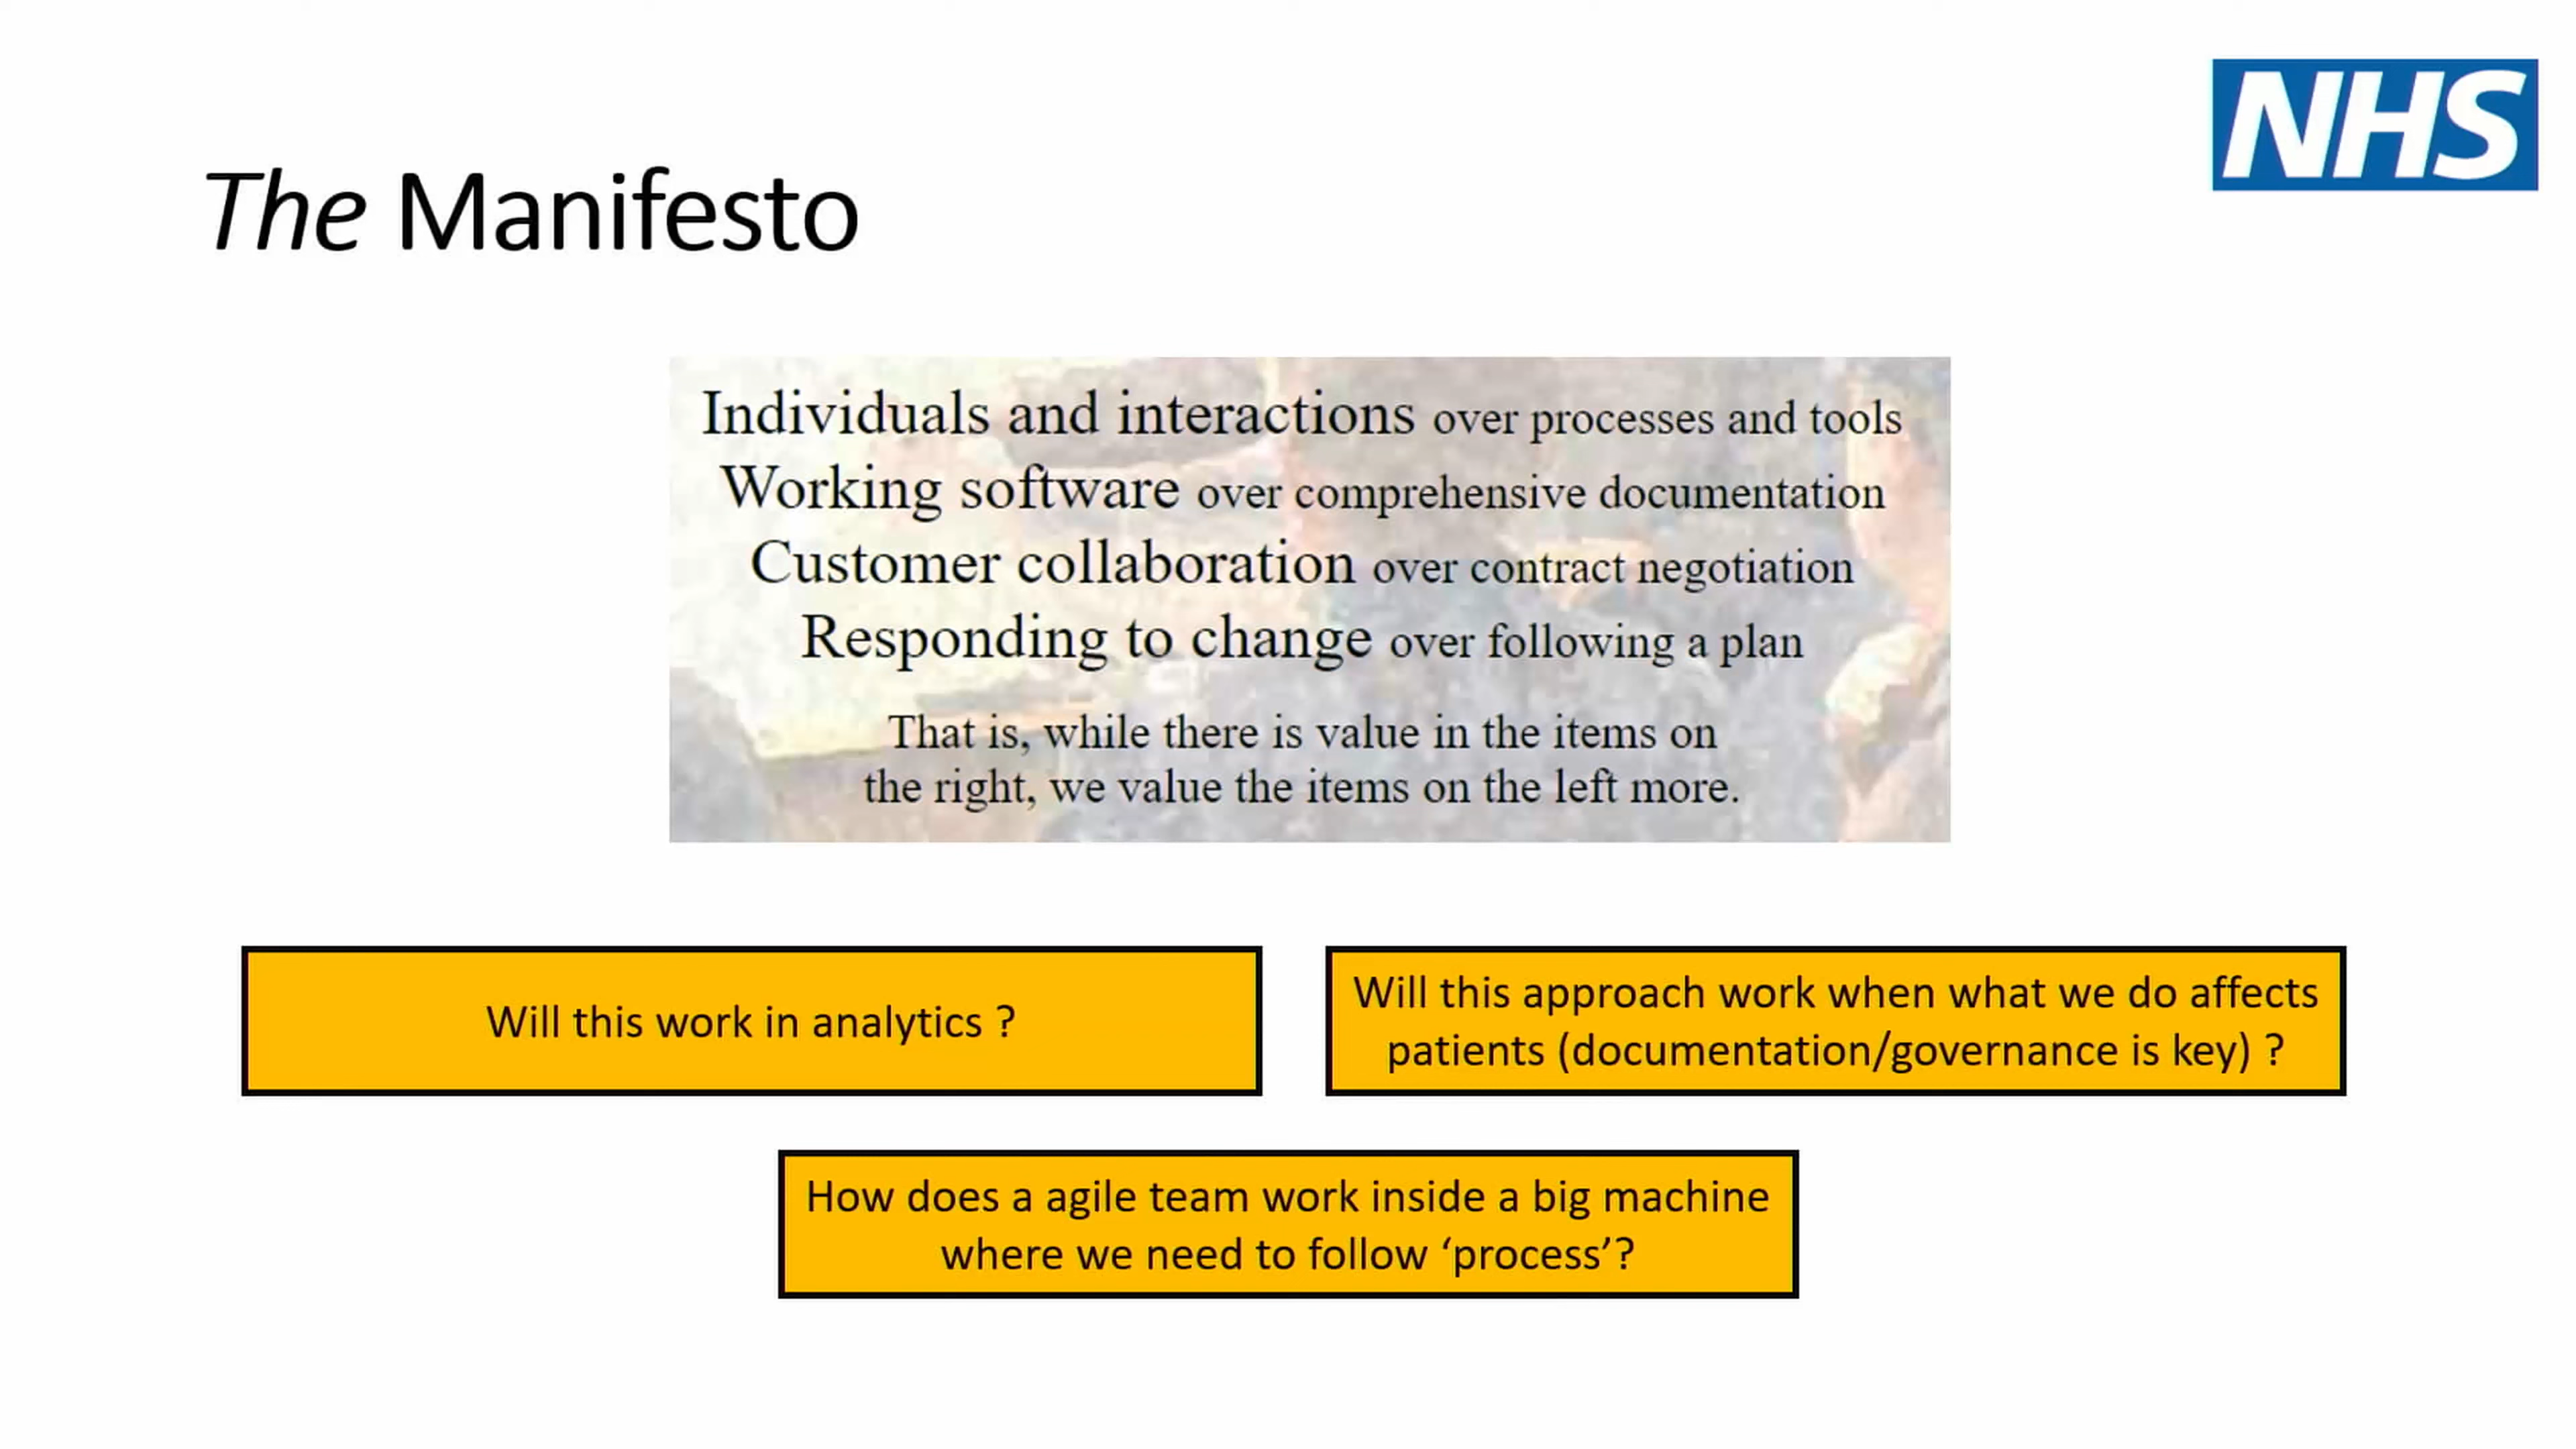 NHS
The Manifesto
Individuals and interactions over processes and tools
Working software over comprehensive documentation
Customer collaboration over contract negotiation
Responding to change over following a plan
That is, while there is value in the items on
the right, we value the items on the left more.
Will this work in analytics ?
Will this approach work when what we do affects
patients (documentation/governance is key) ?
How does a agile team work inside a big machine
where we need to follow ‘process’?